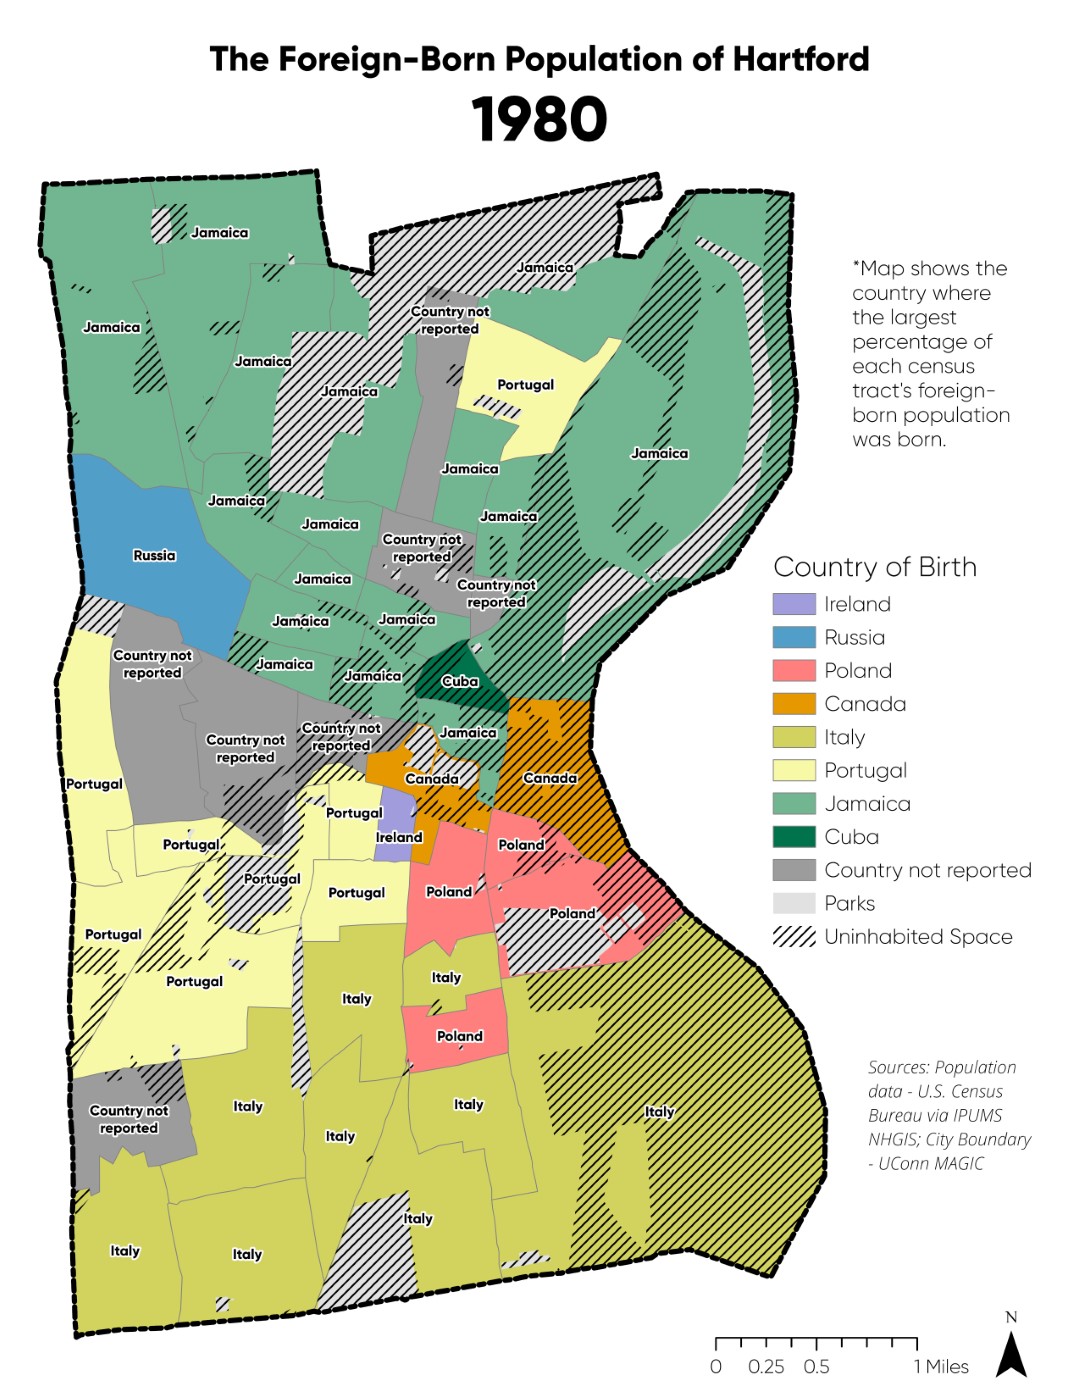 The Foreign-Born Population of Hartford
1980
Jamaica
Jamaica
Jamaica
Country not
reported
Jamaica
Jamaica
Jamaica
Portugal
Jamaica
Jamaica
Jamaica
Jamaica
Jamaica
Country not
reported
Russia
Jamaica
Country not
reported
Jamaica
Jamaica
Country not
reported
Jamaica
Jamaica
Cuba
Country not
reported
Country not
reported
Jamaica
Portugal
Canada
Canada
Portugal
Ireland
Portugal
Poland
Portugal
Portugal
Poland
Poland
Portugal
Portugal
Italy
Italy
Poland
Country not
reported
Italy
Italy
Italy
Italy
Italy
Italy
Italy
*Map shows the
country where
the largest
percentage of
each census
tract's foreign-
born population
was born.
Country of Birth
Ireland
Russia
Poland
Canada
Italy
Portugal
Jamaica
Cuba
Country not reported
Parks
Uninhabited Space
Sources: Population
data - U.S. Census
Bureau via IPUMS
NHGIS; City Boundary
- UConn MAGIC
N
0 0.25 0.5 1 Miles